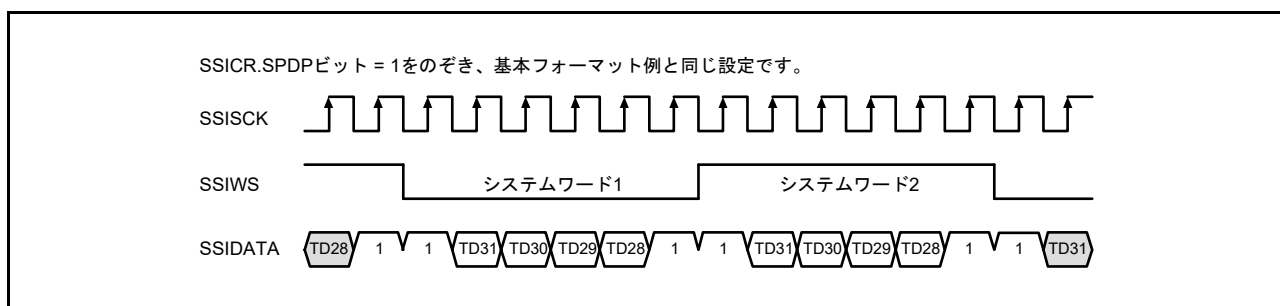 SSICR.SPDPビット = 1をのぞき、基本フォーマット例と同じ設定です。
SSISCK
SSIWS システムワード1 システムワード2
SSIDATA TD28 1 1 TD31 TD30 TD29 TD28 1 1 TD31 TD30 TD29 TD28 1 1 TD31